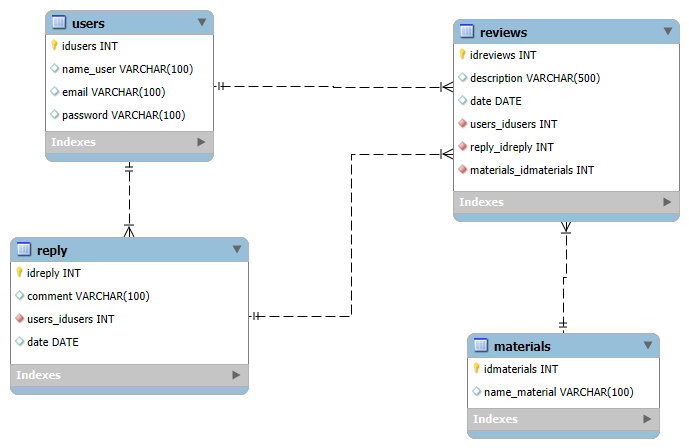 users
idusers INT
name_user VARCHAR(100)
email VARCHAR(100)
password VARCHAR(100)
Indexes
reviews
idreviews INT
description VARCHAR(500)
date DATE
users_idusers INT
reply_idreply INT
materials_idmaterials INT
Indexes
reply
idreply INT
comment VARCHAR(100)
users_idusers INT
date DATE
Indexes
materials
idmaterials INT
name_material VARCHAR(100)
Indexes